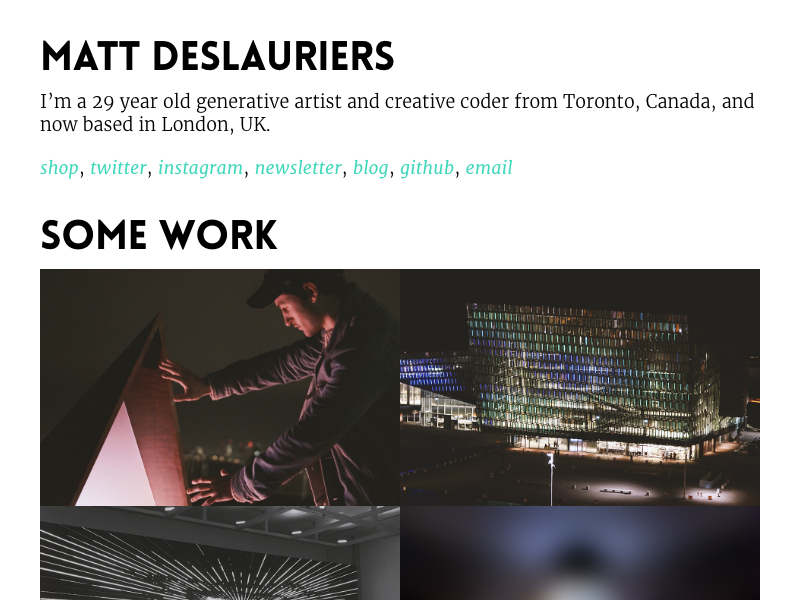 MATT DESLAURIERS
I’m a 29 year old generative artist and creative coder from Toronto, Canada, and
now based in London, UK.
shop, twitter, instagram, newsletter, blog, github, email
SOME WORK